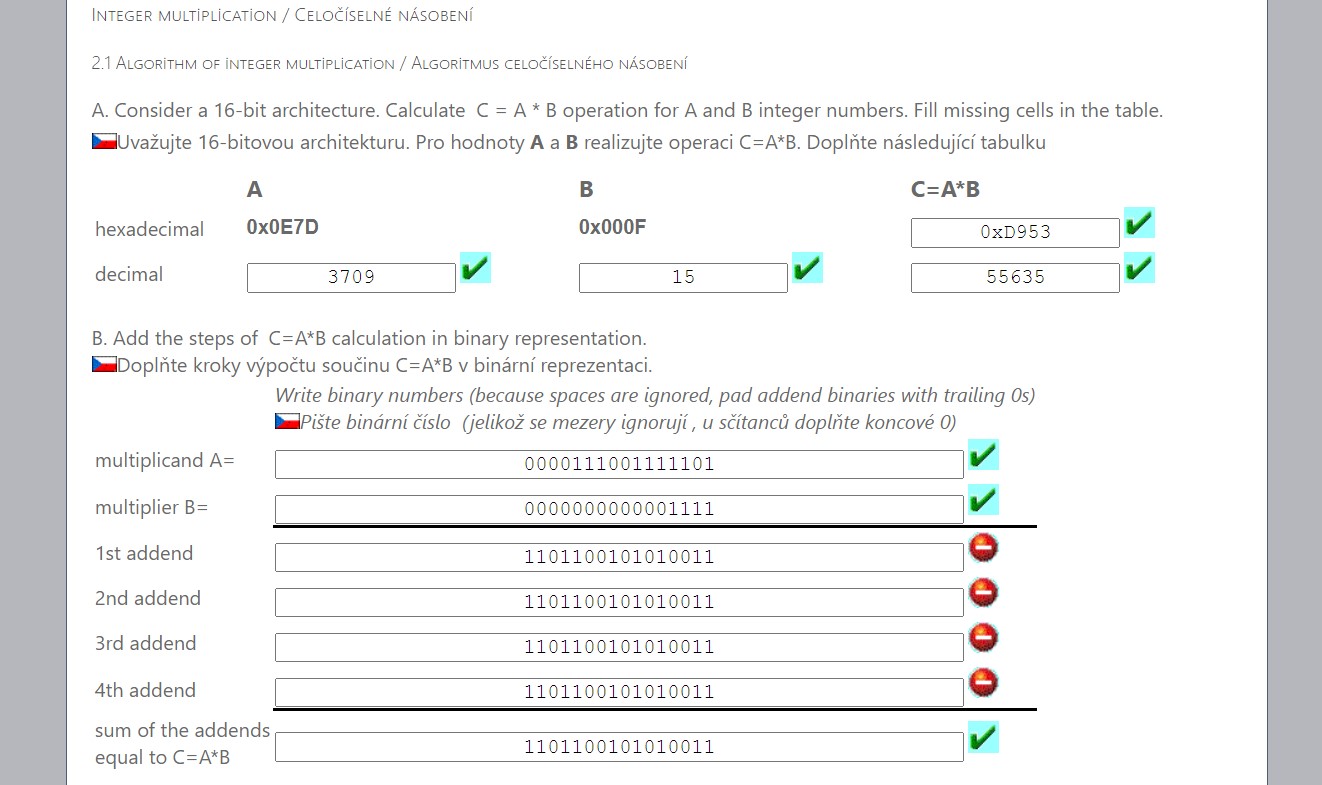 Integer multiplication / Celočíselné násobení
2.1 Algorithm of integer multiplication / Algoritmus celočíselného násobení
A. Consider a 16-bit architecture. Calculate C = A * B operation for A and B integer numbers. Fill missing cells in the table.
Uvažujte 16-bitovou architekturu. Pro hodnoty A a B realizujte operaci C=A*B. Doplňte následující tabulku
A B C=A*B
hexadecimal 0x0E7D 0x000F 0xD953
decimal 3709 15 55635
B. Add the steps of C=A*B calculation in binary representation.
Doplňte kroky výpočtu součinu C=A*B v binární reprezentaci.
Write binary numbers (because spaces are ignored, pad addend binaries with trailing 0s)
Pište binární číslo (jelikož se mezery ignorují , u sčítanců doplňte koncové 0)
multiplicand A= 0000111001111101
multiplier B= 0000000000001111
1st addend 1101100101010011
2nd addend 1101100101010011
3rd addend 1101100101010011
4th addend 1101100101010011
sum of the addends
equal to C=A*B 1101100101010011